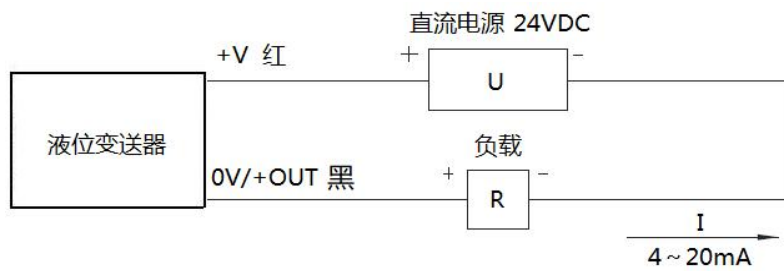 直流电源 24VDC
+V 红
+
−
U
液位变送器
负载
0V/+OUT 黑
+
−
R
I
4~20mA